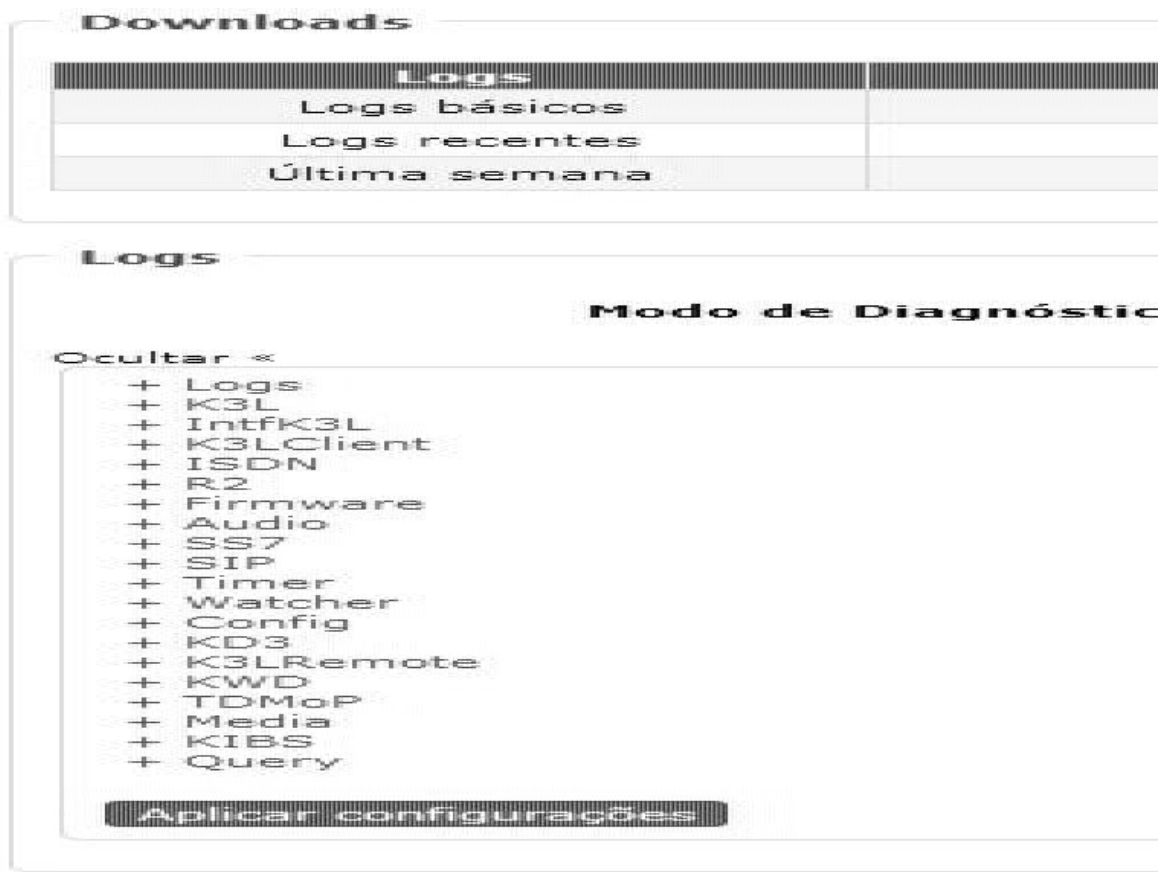 Downloads
Logs
Logs básicos
Logs recentes
Última semana
Logs
Modo de Diagnóstic
Ocultar «
+ Logs
+ K3L
+ IntfK3L
+ K3LClient
+ ISDN
+ R2
+ Firmware
+ Audio
+ SS7
+ SIP
+ Timer
+ Watcher
+ Config
+ KD3
+ K3LRemote
+ KWD
+ TDMoP
+ Media
+ KIBS
+ Query
Aplicar configurações